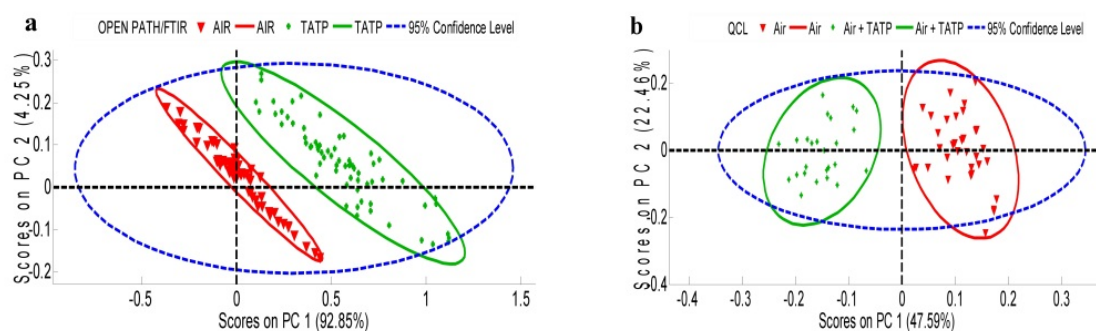 a
OPEN PATH/FTIR AIR AIR TATP TATP 95% Confidence Level
Scores on PC 2 (4.25%)
0.3
0.2
0.1
0
-0.1
-0.2
-0.5 0 0.5 1 1.5
Scores on PC 1 (92.85%)
b
QCL Air Air Air + TATP Air + TATP 95% Confidence Level
Scores on PC 2 (22.46%)
0.2
0
-0.2
-0.4
-0.4 -0.3 -0.2 -0.1 0 0.1 0.2 0.3
Scores on PC 1 (47.59%)